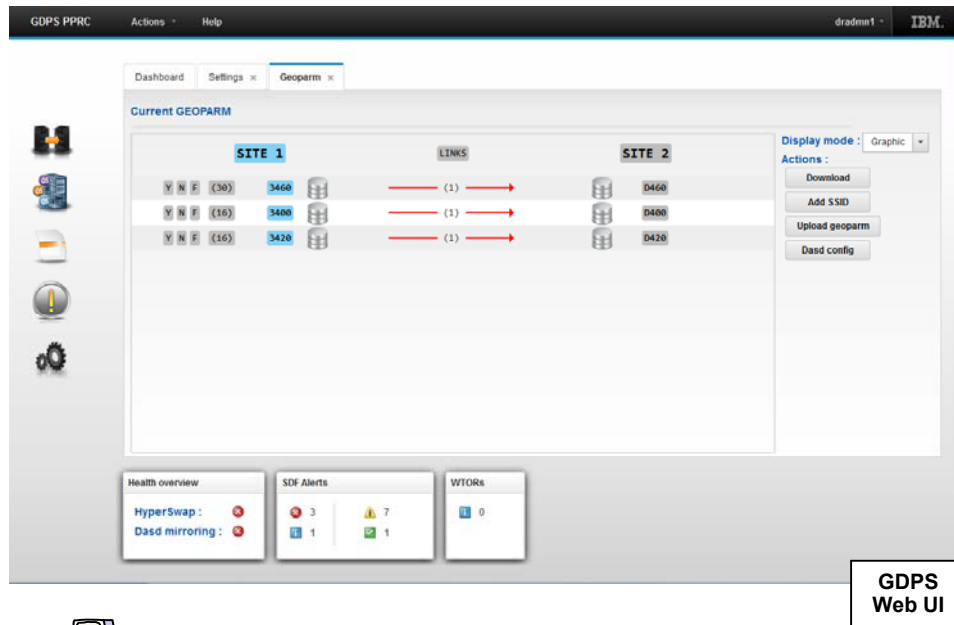 GDPS PPRC Actions Help dradmn1 IBM.
Dashboard Settings × Geoparm ×
Current GEOPARM
SITE 1 LINKS SITE 2
Display mode : Graphic
Actions :
Download
Add SSID
Upload geoparm
Dasd config
Y N F (30) 3460 (1) D460
Y N F (16) 3400 (1) D400
Y N F (16) 3420 (1) D420
Health overview
HyperSwap :
Dasd mirroring :
SDF Alerts
3 7
1 1
WTORs
0
GDPS
Web UI